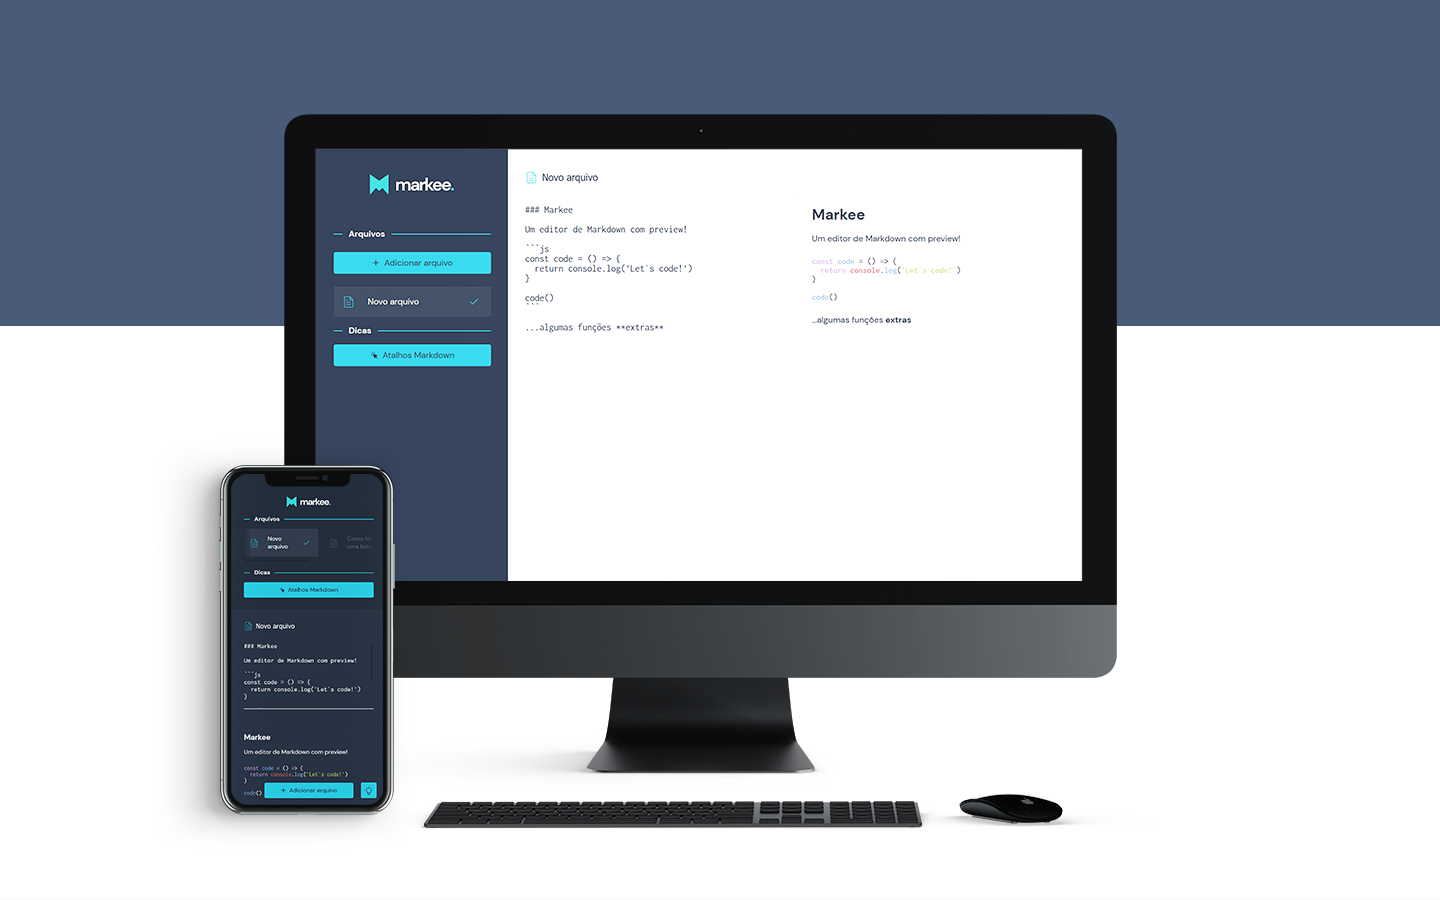 markee.
Arquivos
+ Adicionar arquivo
Novo arquivo
Dicas
Atalhos Markdown
Novo arquivo
### Markee
Um editor de Markdown com preview!
```js
const code = () => {
  return console.log('Let`s code!')
}
code()
```
...algumas funções **extras**
Markee
Um editor de Markdown com preview!
const code = () => {
  return console.log('Let`s code!')
}
code()
...algumas funções extras
markee.
Arquivos
Novo
arquivo
Como
uma
Dicas
Atalhos Markdown
Novo arquivo
### Markee
Um editor de Markdown com preview!
```js
const code = () => {
  return console.log('Let`s code!')
}
Markee
Um editor de Markdown com preview!
const code = () => {
  return console.log('Let`s code!')
}
code()
+ Adicionar arquivo